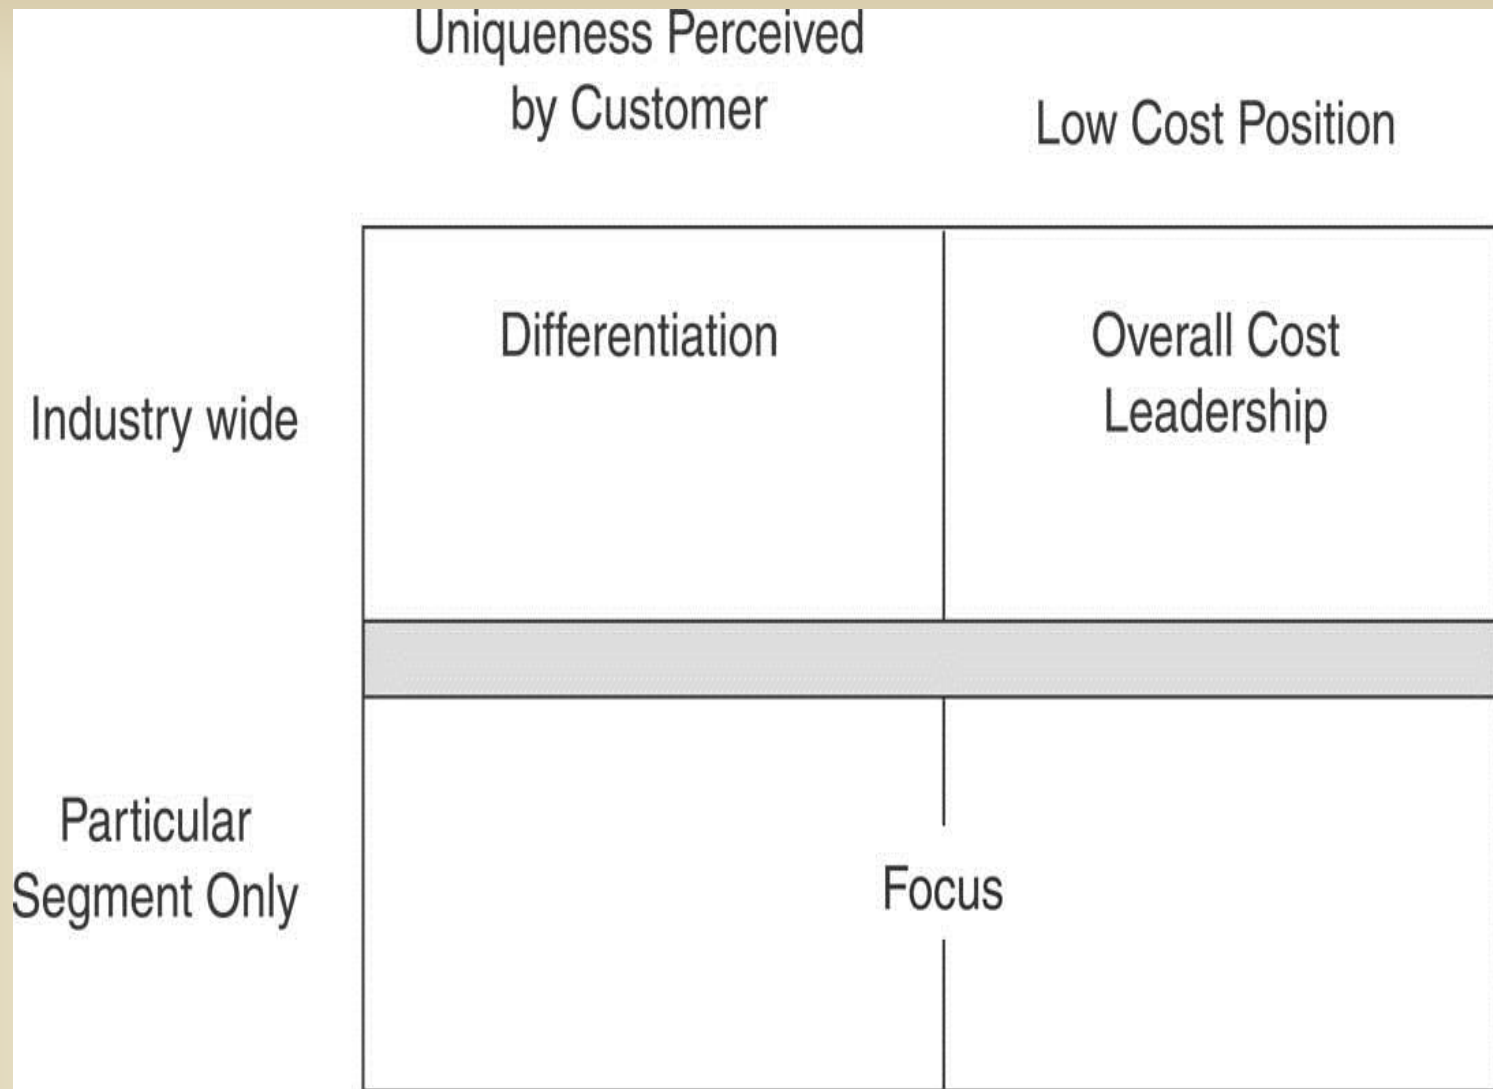 Uniqueness Perceived
by Customer
Low Cost Position
Differentiation
Overall Cost
Leadership
Industry wide
Particular
Segment Only
Focus